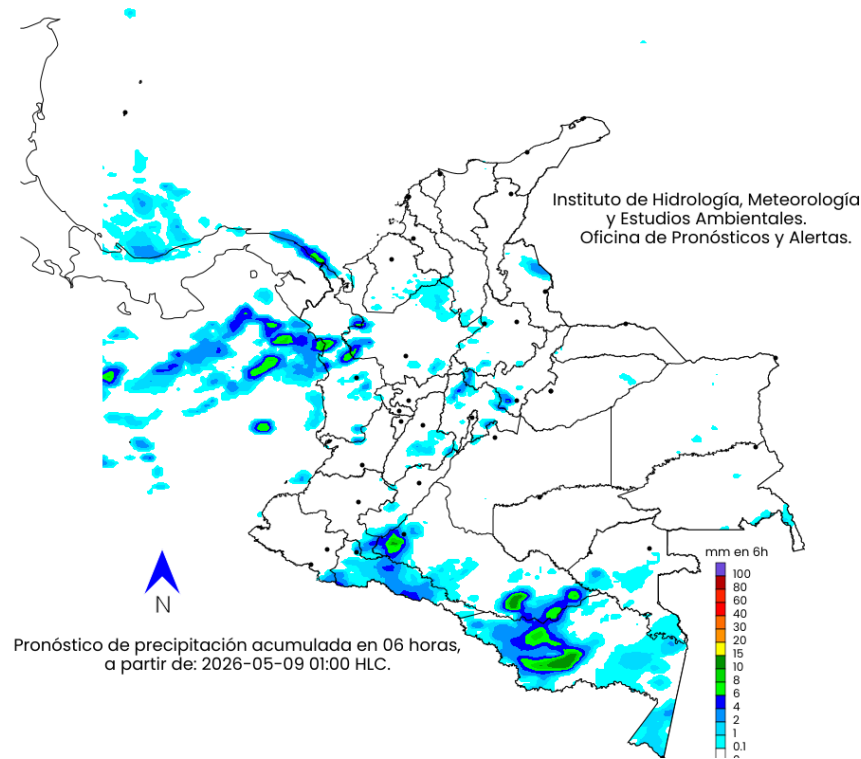 Instituto de Hidrología, Meteorología
y Estudios Ambientales.
Oficina de Pronósticos y Alertas.
N
Pronóstico de precipitación acumulada en 06 horas,
a partir de: 2026-05-09 01:00 HLC.
mm en 6h
100
80
60
40
30
20
15
10
8
6
4
2
1
0.1
0